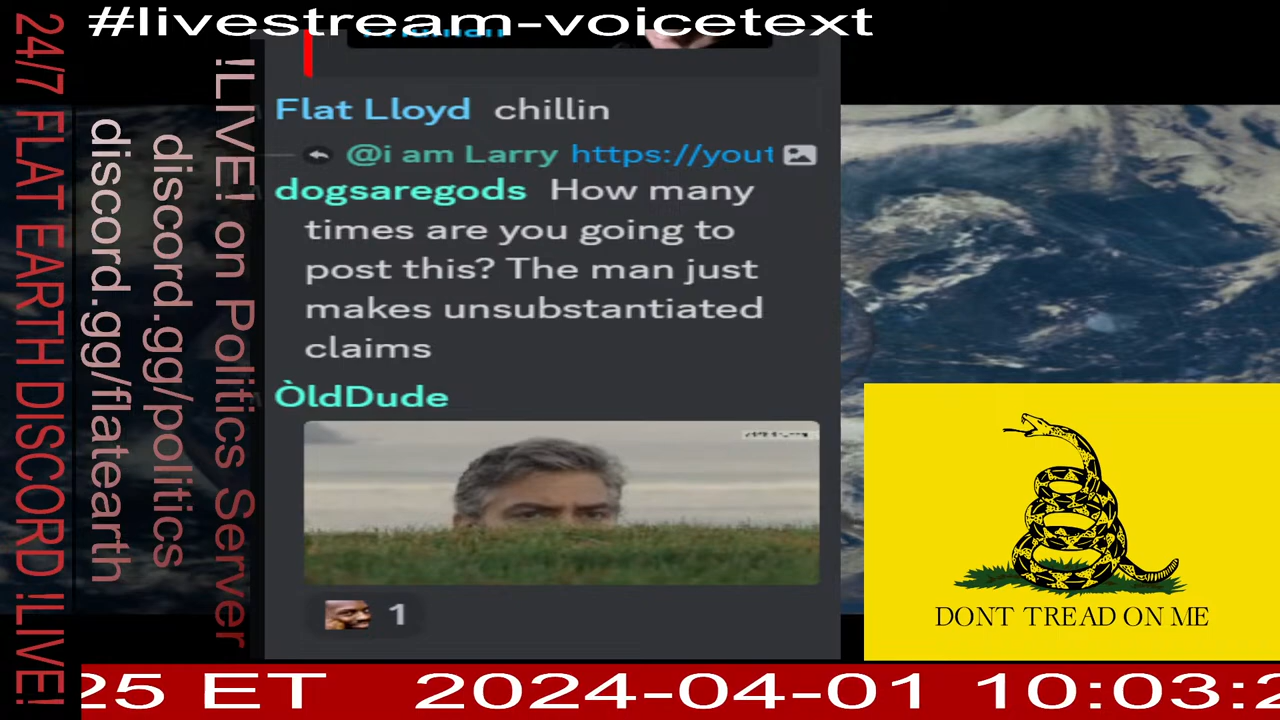 #livestream-voicetext
24/7 FLAT EARTH DISCORD !LIVE!
discord.gg/flatearth
discord.gg/politics
!LIVE! on Politics Server
Flat Lloyd chillin
@i am Larry https://yout
dogsaregods How many
times are you going to
post this? The man just
makes unsubstantiated
claims
ÒldDude
1
DONT TREAD ON ME
25 ET 2024-04-01 10:03:2